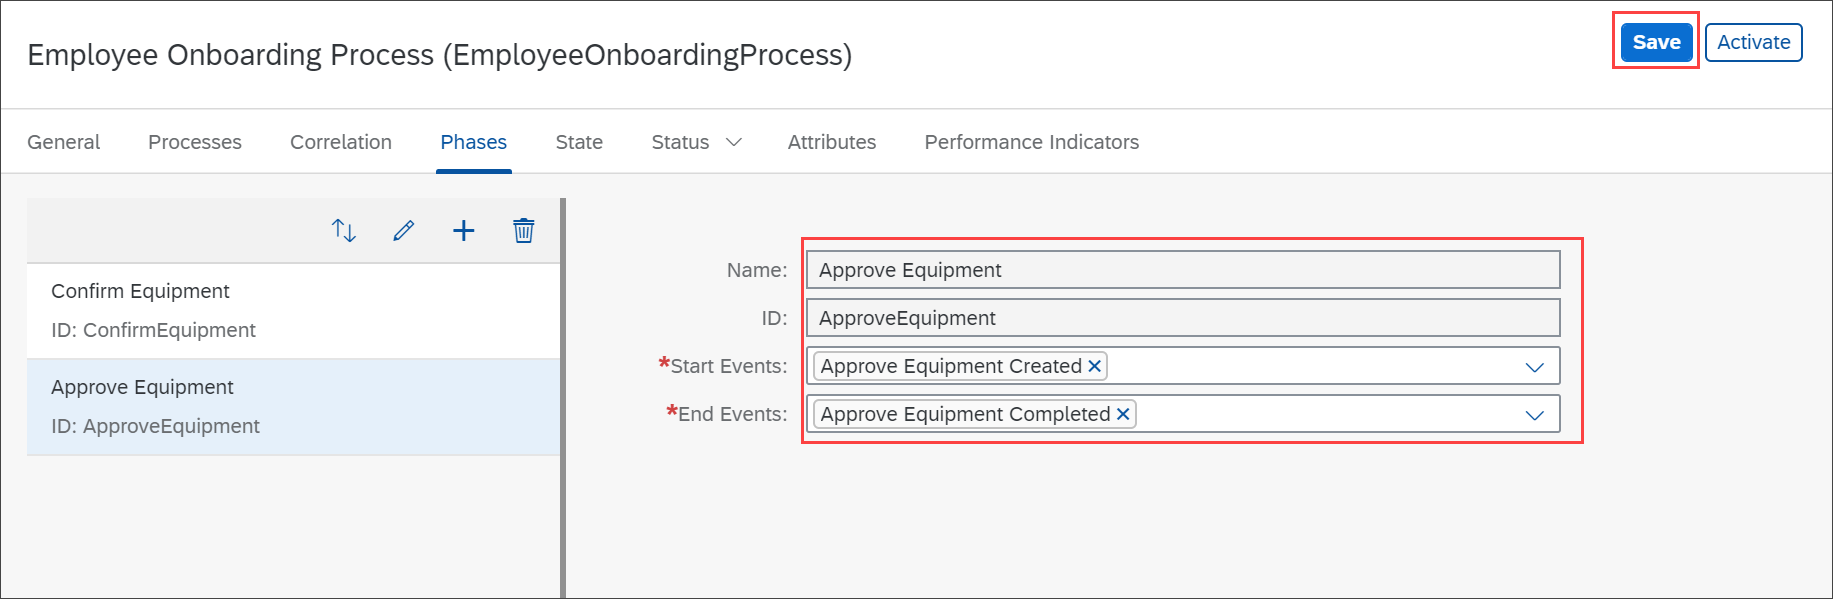 Employee Onboarding Process (EmployeeOnboardingProcess)
Save
Activate
General
Processes
Correlation
Phases
State
Status
Attributes
Performance Indicators
Confirm Equipment
ID: ConfirmEquipment
Approve Equipment
ID: ApproveEquipment
Name: Approve Equipment
ID: ApproveEquipment
*Start Events: Approve Equipment Created ×
*End Events: Approve Equipment Completed ×